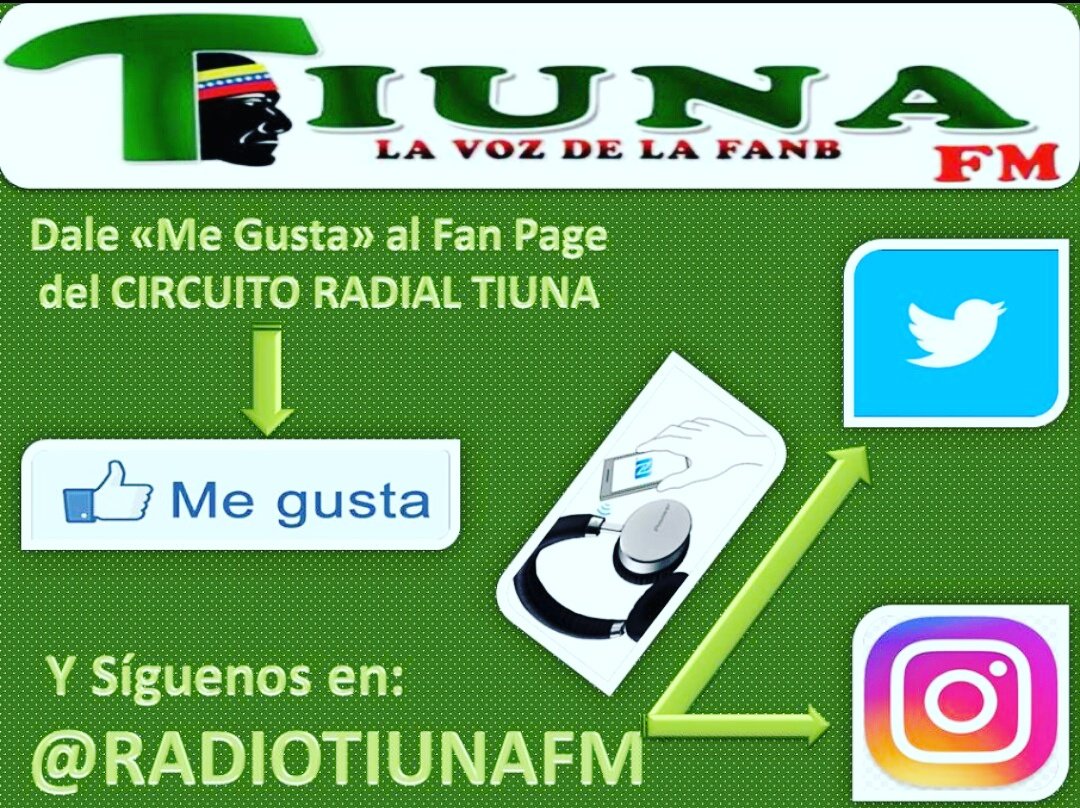 TIUNA
LA VOZ DE LA FANB
FM
Dale «Me Gusta» al Fan Page
del CIRCUITO RADIAL TIUNA
Me gusta
Pioneer
Y Síguenos en:
@RADIOTIUNAFM